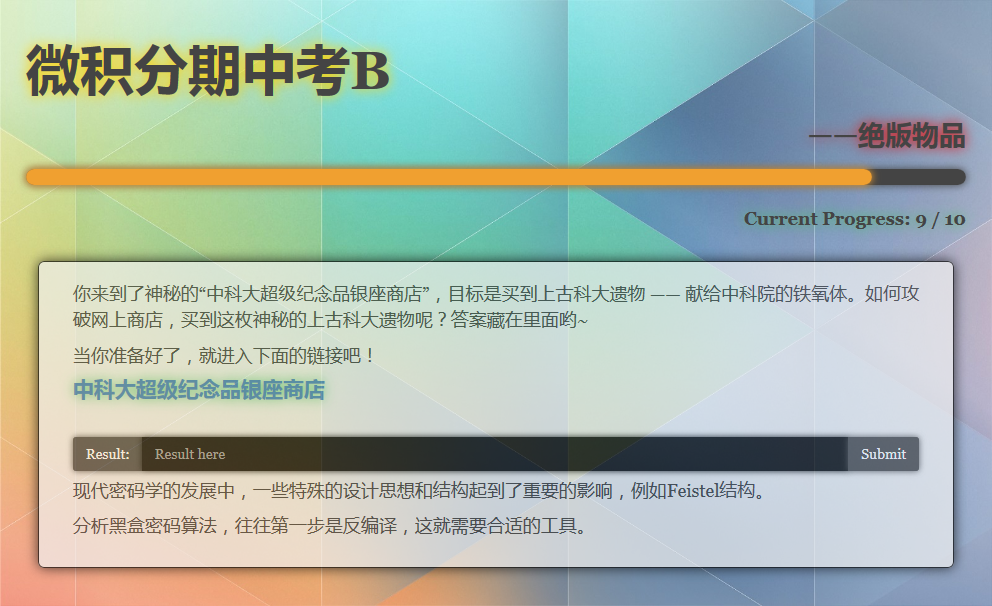 微积分期中考B
——绝版物品
Current Progress: 9 / 10
你来到了神秘的“中科大超级纪念品银座商店”，目标是买到上古科大遗物 —— 献给中科院的铁氧体。如何攻
破网上商店，买到这枚神秘的上古科大遗物呢？答案藏在里面哟~
当你准备好了，就进入下面的链接吧！
中科大超级纪念品银座商店
Result: Result here Submit
现代密码学的发展中，一些特殊的设计思想和结构起到了重要的影响，例如Feistel结构。
分析黑盒密码算法，往往第一步是反编译，这就需要合适的工具。